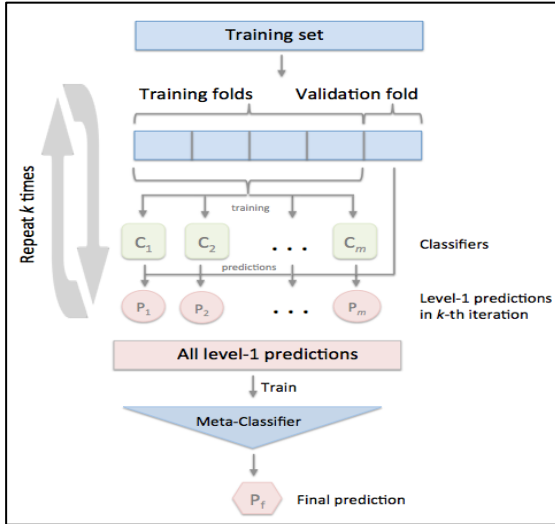 Training set
Training folds Validation fold
Repeat k times
training
C1 C2 ... Cm Classifiers
predictions
P1 P2 ... Pm Level-1 predictions
in k-th iteration
All level-1 predictions
Train
Meta-Classifier
Pf Final prediction